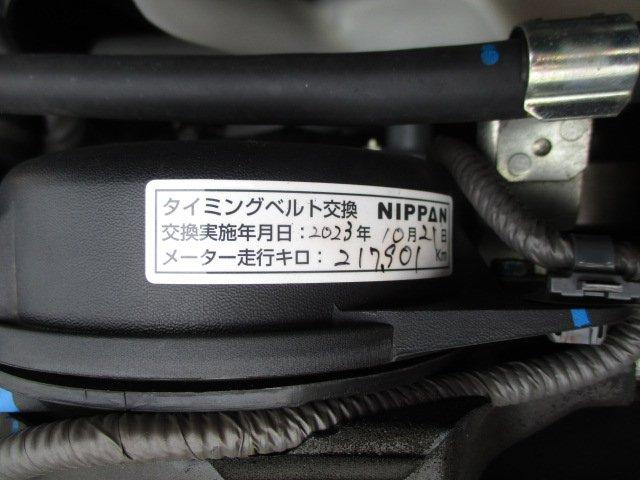 タイミングベルト交換 NIPPAN
交換実施年月日:2023年 10月21日
メーター走行キロ: 217,901 Km